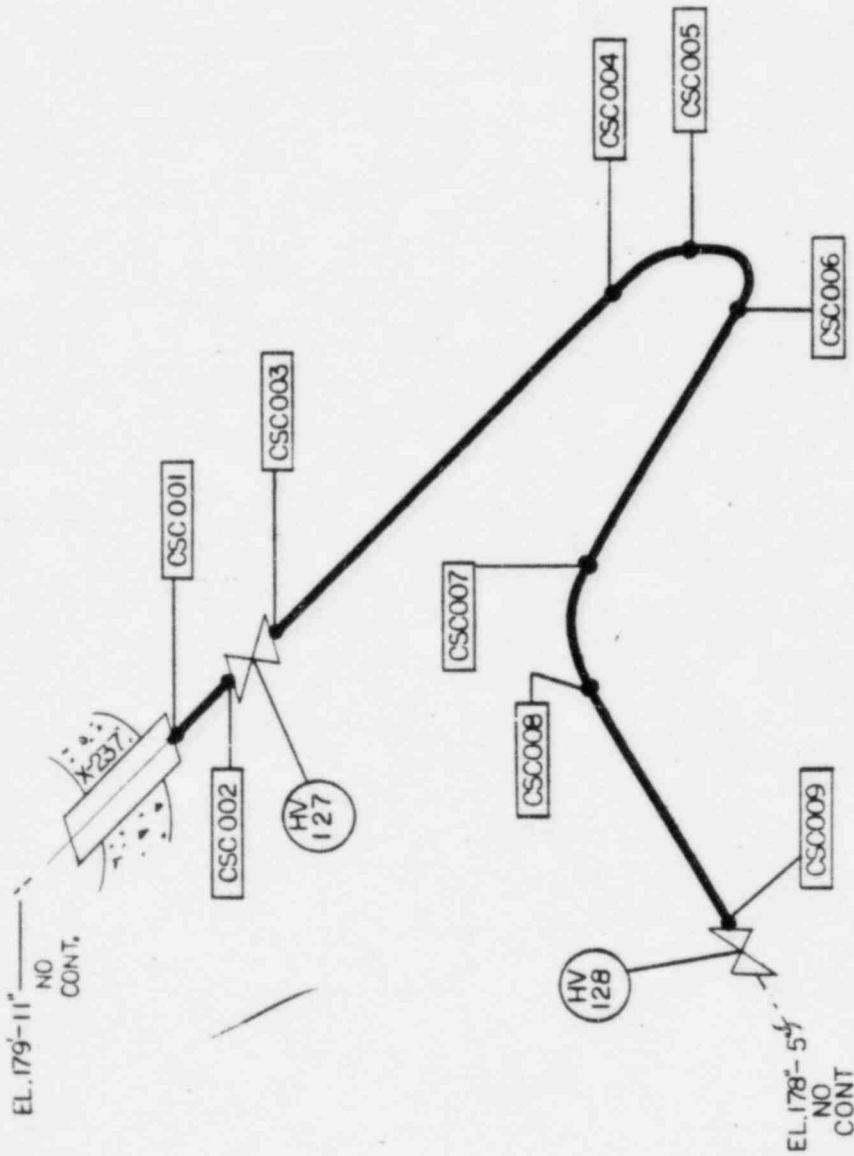 EL.179'-11"
NO
CONT.
X-237
CSC001
CSC002
HV
127
CSC003
CSC004
CSC005
CSC006
CSC007
CSC008
CSC009
HV
128
EL.178'-5"
NO
CONT